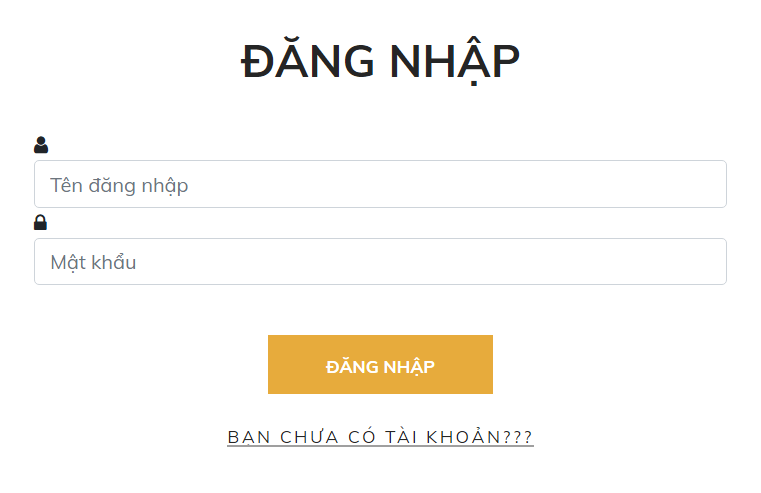 ĐĂNG NHẬP
Tên đăng nhập
Mật khẩu
ĐĂNG NHẬP
BẠN CHƯA CÓ TÀI KHOẢN???